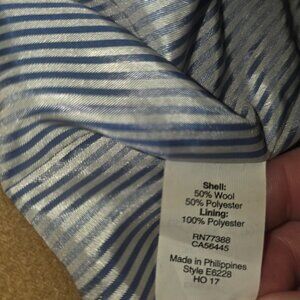 Shell:
50% Wool
50% Polyester
Lining:
100% Polyester
RN77388
CA56445
Made in Philippines
Style E6228
HO 17